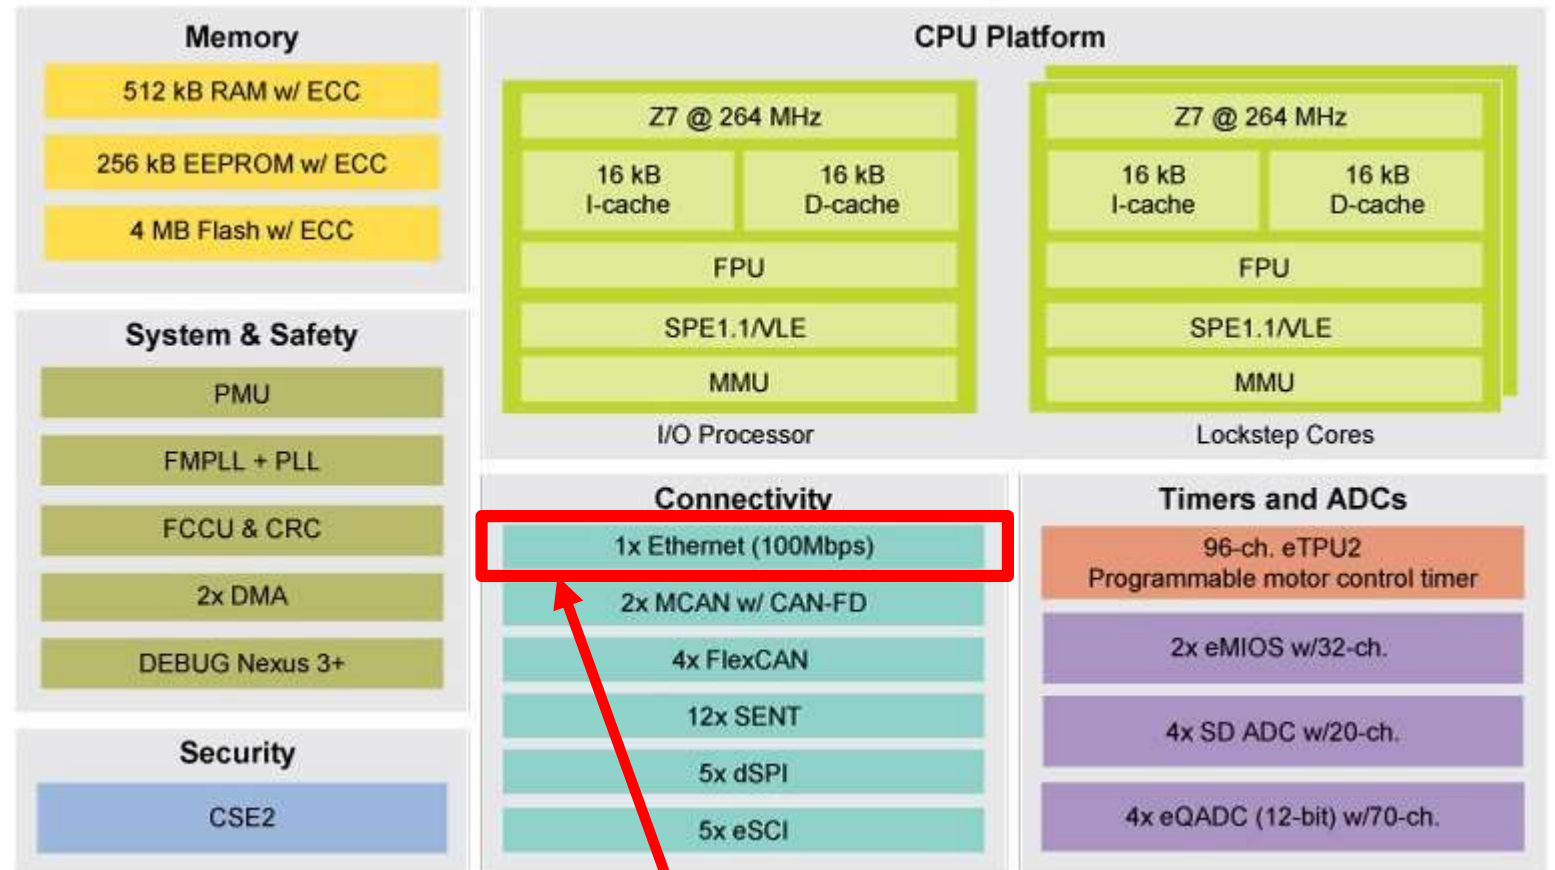 Memory
512 kB RAM w/ ECC
256 kB EEPROM w/ ECC
4 MB Flash w/ ECC
System & Safety
PMU
FMPLL + PLL
FCCU & CRC
2x DMA
DEBUG Nexus 3+
Security
CSE2
CPU Platform
Z7 @ 264 MHz
16 kB
I-cache
16 kB
D-cache
FPU
SPE1.1/VLE
MMU
I/O Processor
Z7 @ 264 MHz
16 kB
I-cache
16 kB
D-cache
FPU
SPE1.1/VLE
MMU
Lockstep Cores
Connectivity
1x Ethernet (100Mbps)
2x MCAN w/ CAN-FD
4x FlexCAN
12x SENT
5x dSPI
5x eSCI
Timers and ADCs
96-ch. eTPU2
Programmable motor control timer
2x eMIOS w/32-ch.
4x SD ADC w/20-ch.
4x eQADC (12-bit) w/70-ch.